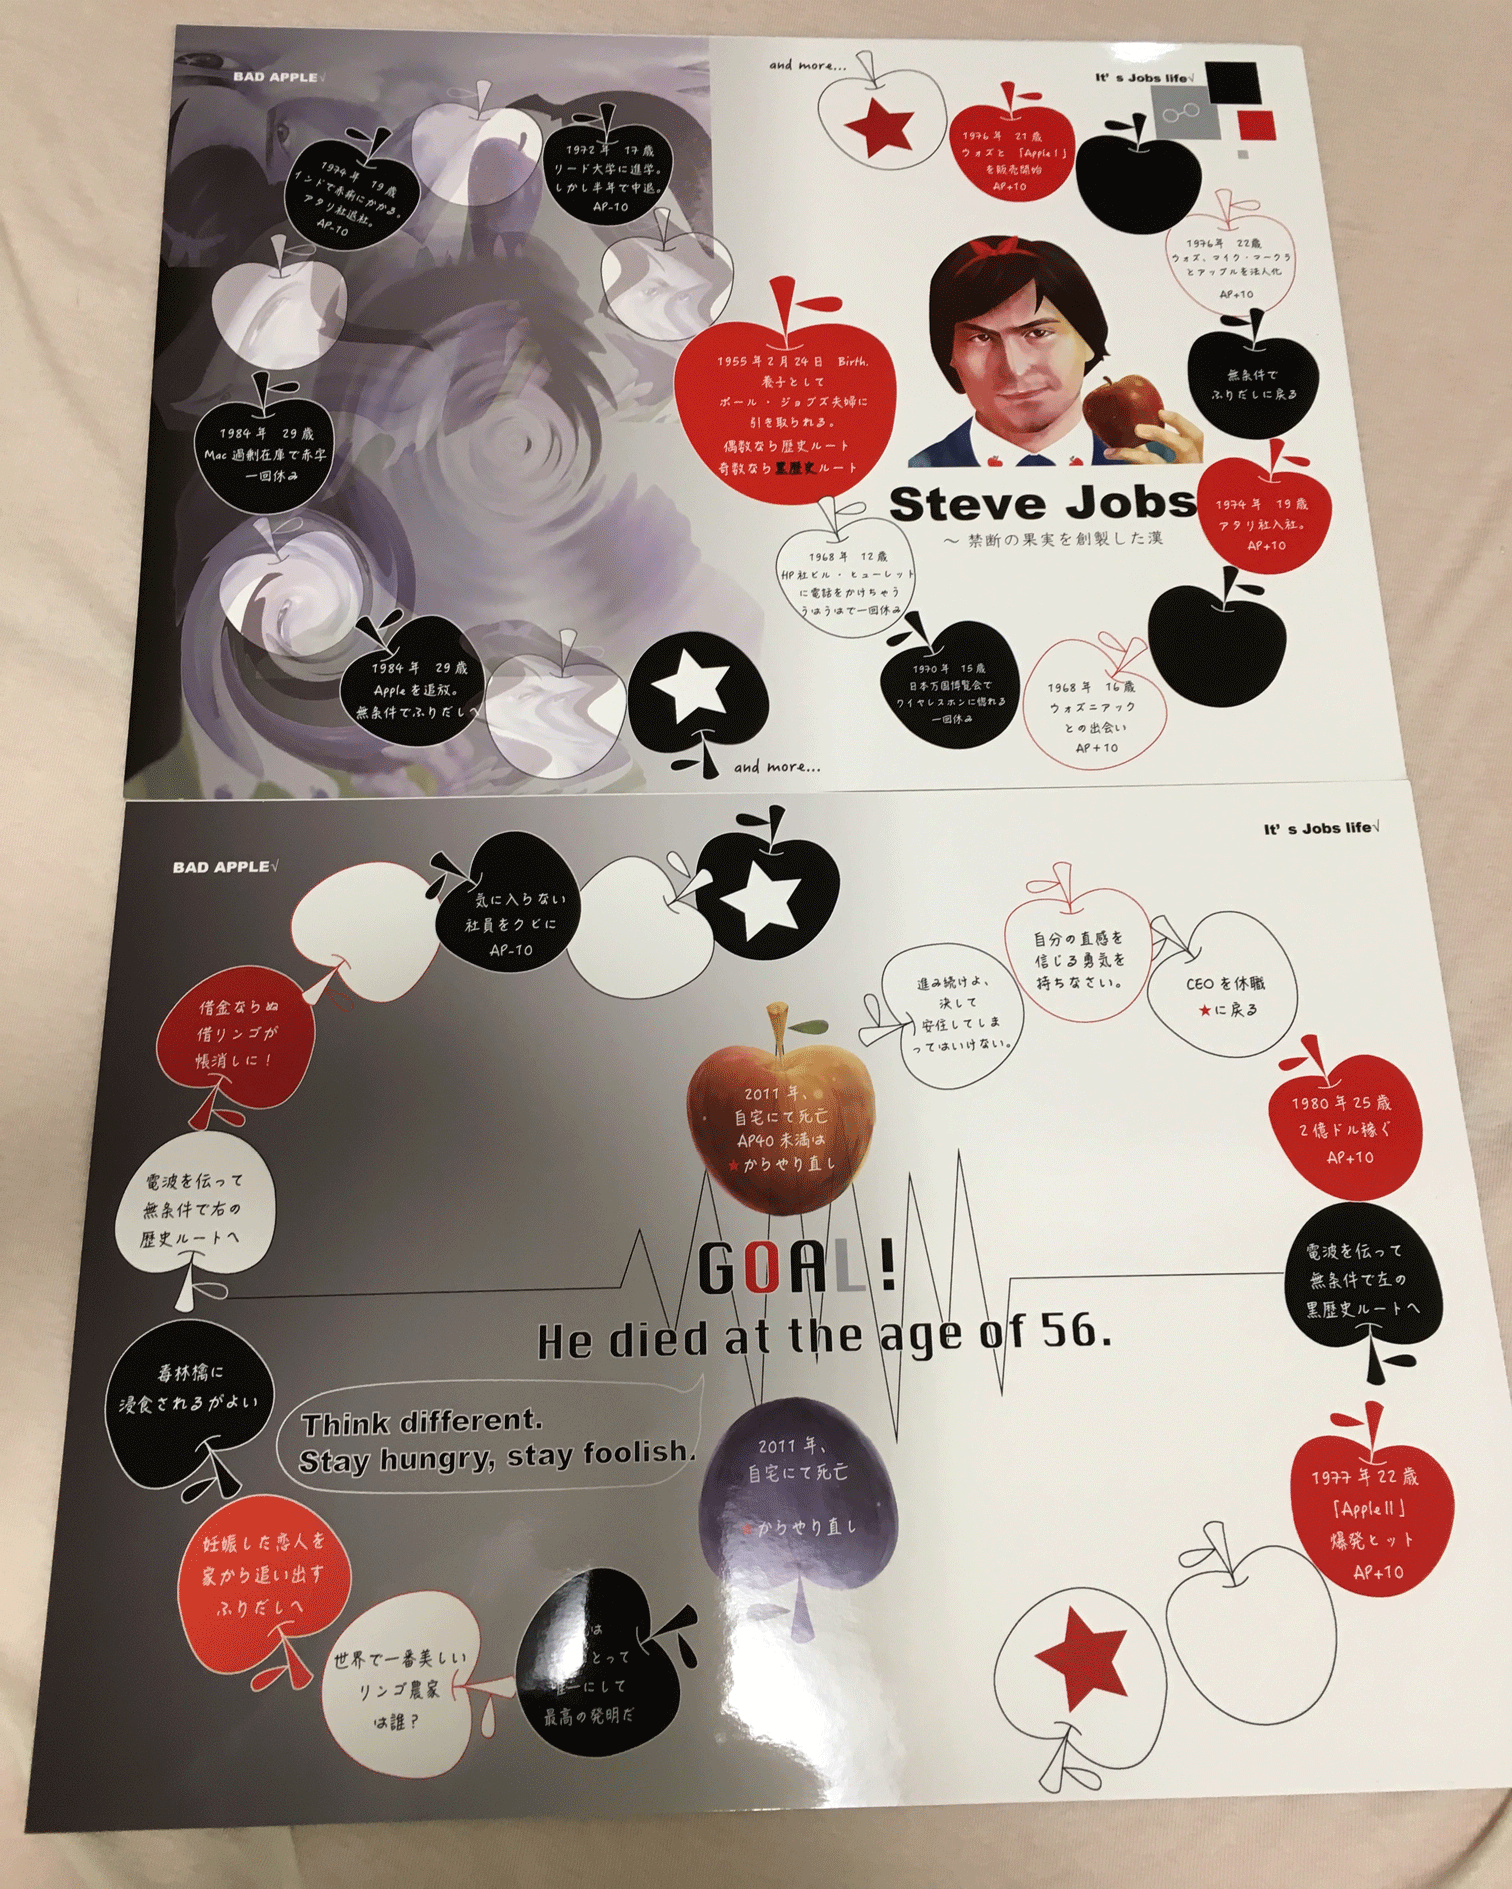 BAD APPLE√
1974年 19歳
インドで赤痢にかかる。
アタリ社退社。
AP-10
1972年 17歳
リード大学に進学。
しかし半年で中退。
AP-10
1984年 29歳
Mac過剰在庫で赤字
一回休み
1984年 29歳
Appleを追放。
無条件でふりだしへ
and more...
and more...
It's Jobs life√
1976年 21歳
ウォズと「AppleⅠ」
を販売開始
AP+10
1976年 22歳
ウォズ、マイク・マークラ
とアップルを法人化
AP+10
無条件で
ふりだしに戻る
1974年 19歳
アタリ社入社。
AP+10
1955年2月24日 Birth.
養子として
ポール・ジョブズ夫婦に
引き取られる。
偶数なら歴史ルート
奇数なら黒歴史ルート
Steve Jobs
～禁断の果実を創製した漢
1968年 12歳
HP社ビル・ヒューレット
に電話をかけちゃう
うはうはで一回休み
1970年 15歳
日本万国博覧会で
ワイヤレスホンに惚れる
一回休み
1968年 16歳
ウォズニアック
との出会い
AP+10
BAD APPLE√
気に入らない
社員をクビに
AP-10
借金ならぬ
借リンゴが
帳消しに！
電波を伝って
無条件で右の
歴史ルートへ
毒林檎に
浸食されるがよい
妊娠した恋人を
家から追い出す
ふりだしへ
世界で一番美しい
リンゴ農家
は誰？
は
とって
唯一にして
最高の発明だ
It's Jobs life√
進み続けよ、
決して
安住してしま
ってはいけない。
自分の直感を
信じる勇気を
持ちなさい。
CEOを休職
★に戻る
1980年25歳
2億ドル稼ぐ
AP+10
電波を伝って
無条件で左の
黒歴史ルートへ
1977年22歳
「AppleⅡ」
爆発ヒット
AP+10
2011年、
自宅にて死亡
AP40未満は
★からやり直し
GOAL!
He died at the age of 56.
Think different.
Stay hungry, stay foolish.
2011年、
自宅にて死亡
★からやり直し